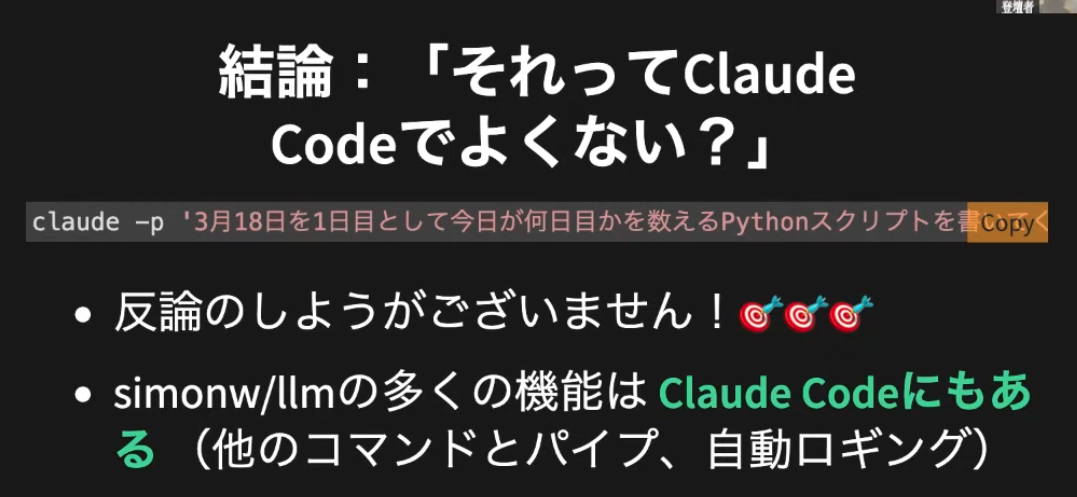 登壇者
結論：「それってClaude
Codeでよくない？」
claude -p '3月18日を1日目として今日が何日目かを数えるPythonスクリプトを書いてく
Copy
• 反論のしようがございません！🎯🎯🎯
• simonw/llmの多くの機能は Claude Codeにもあ
る（他のコマンドとパイプ、自動ロギング）